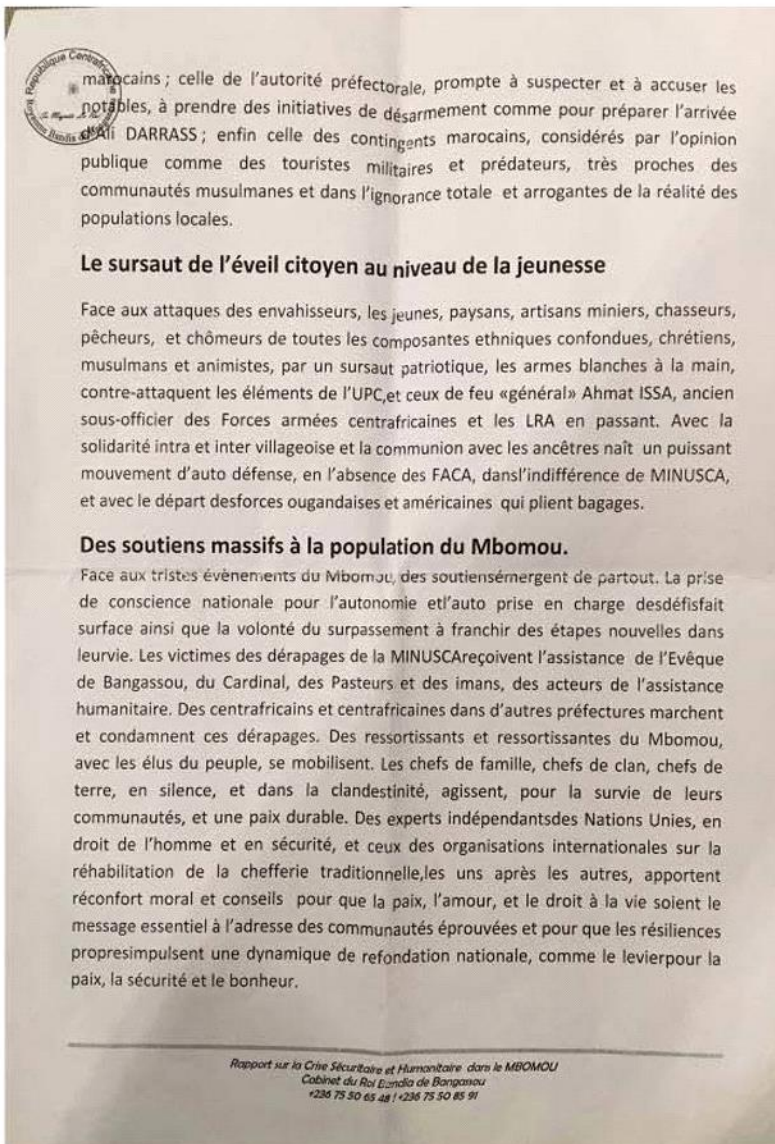 République Centrafricaine
marocains ; celle de l'autorité préfectorale, prompte à suspecter et à accuser les
notables, à prendre des initiatives de désarmement comme pour préparer l'arrivée
d'Ali DARRASS ; enfin celle des contingents marocains, considérés par l'opinion
publique comme des touristes militaires et prédateurs, très proches des
communautés musulmanes et dans l'ignorance totale et arrogantes de la réalité des
populations locales.
Le sursaut de l'éveil citoyen au niveau de la jeunesse
Face aux attaques des envahisseurs, les jeunes, paysans, artisans miniers, chasseurs,
pêcheurs, et chômeurs de toutes les composantes ethniques confondues, chrétiens,
musulmans et animistes, par un sursaut patriotique, les armes blanches à la main,
contre-attaquent les éléments de l'UPC,et ceux de feu «général» Ahmat ISSA, ancien
sous-officier des Forces armées centrafricaines et les LRA en passant. Avec la
solidarité intra et inter villageoise et la communion avec les ancêtres naît un puissant
mouvement d'auto défense, en l'absence des FACA, dansl'indifférence de MINUSCA,
et avec le départ desforces ougandaises et américaines qui plient bagages.
Des soutiens massifs à la population du Mbomou.
Face aux tristes évènements du Mbomou, des soutiensémergent de partout. La prise
de conscience nationale pour l'autonomie etl'auto prise en charge desdéfisfait
surface ainsi que la volonté du surpassement à franchir des étapes nouvelles dans
leurvie. Les victimes des dérapages de la MINUSCAreçoivent l'assistance de l'Evêque
de Bangassou, du Cardinal, des Pasteurs et des imans, des acteurs de l'assistance
humanitaire. Des centrafricains et centrafricaines dans d'autres préfectures marchent
et condamnent ces dérapages. Des ressortissants et ressortissantes du Mbomou,
avec les élus du peuple, se mobilisent. Les chefs de famille, chefs de clan, chefs de
terre, en silence, et dans la clandestinité, agissent, pour la survie de leurs
communautés, et une paix durable. Des experts indépendantsdes Nations Unies, en
droit de l'homme et en sécurité, et ceux des organisations internationales sur la
réhabilitation de la chefferie traditionnelle,les uns après les autres, apportent
réconfort moral et conseils pour que la paix, l'amour, et le droit à la vie soient le
message essentiel à l'adresse des communautés éprouvées et pour que les résiliences
propresimpulsent une dynamique de refondation nationale, comme le levierpour la
paix, la sécurité et le bonheur.
Rapport sur la Crise Sécuritaire et Humanitaire dans le MBOMOU
Cabinet du Roi Bandia de Bangasou
+236 75 50 65 48 / +236 75 50 85 91